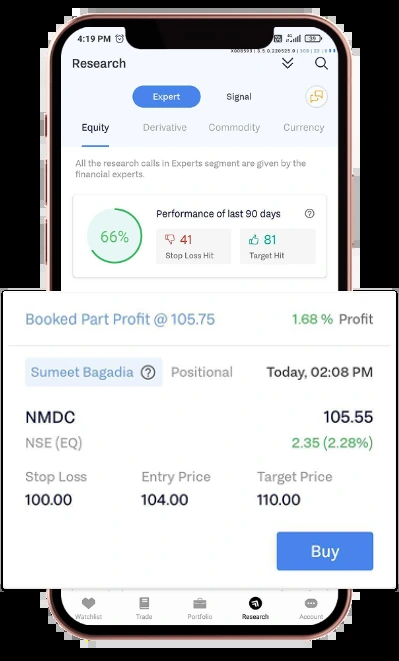 4:19 PM
39
Research
Expert
Signal
Equity
Derivative
Commodity
Currency
All the research calls in Experts segment are given by the
financial experts.
66%
Performance of last 90 days
41
Stop Loss Hit
81
Target Hit
Booked Part Profit @ 105.75
1.68 % Profit
Sumeet Bagadia
Positional
Today, 02:08 PM
NMDC
105.55
NSE (EQ)
2.35 (2.28%)
Stop Loss
Entry Price
Target Price
100.00
104.00
110.00
Buy
Watchlist
Trade
Portfolio
Research
Account